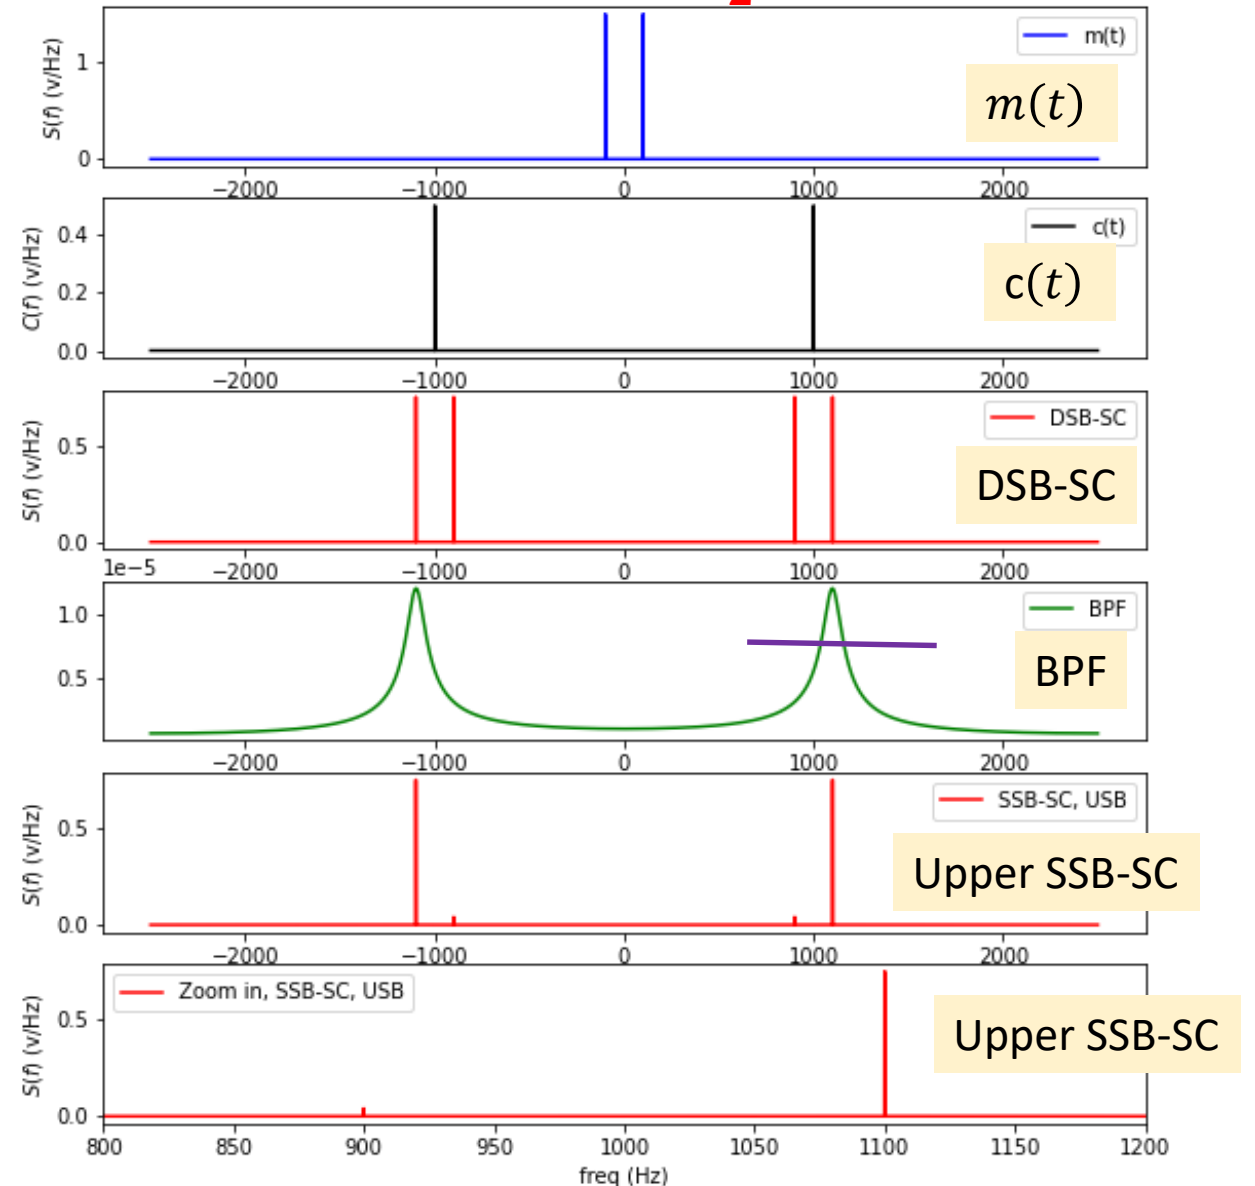 S(f) (v/Hz)
1
0
m(t)
m(t)
−2000 −1000 0 1000 2000
C(f) (v/Hz)
0.4
0.2
0.0
c(t)
c(t)
−2000 −1000 0 1000 2000
S(f) (v/Hz)
0.5
0.0
DSB-SC
DSB-SC
1e−5
−2000 −1000 0 1000 2000
1.0
0.5
BPF
BPF
−2000 −1000 0 1000 2000
S(f) (v/Hz)
0.5
0.0
SSB-SC, USB
Upper SSB-SC
−2000 −1000 0 1000 2000
S(f) (v/Hz)
0.5
0.0
Zoom in, SSB-SC, USB
Upper SSB-SC
800 850 900 950 1000 1050 1100 1150 1200
freq (Hz)